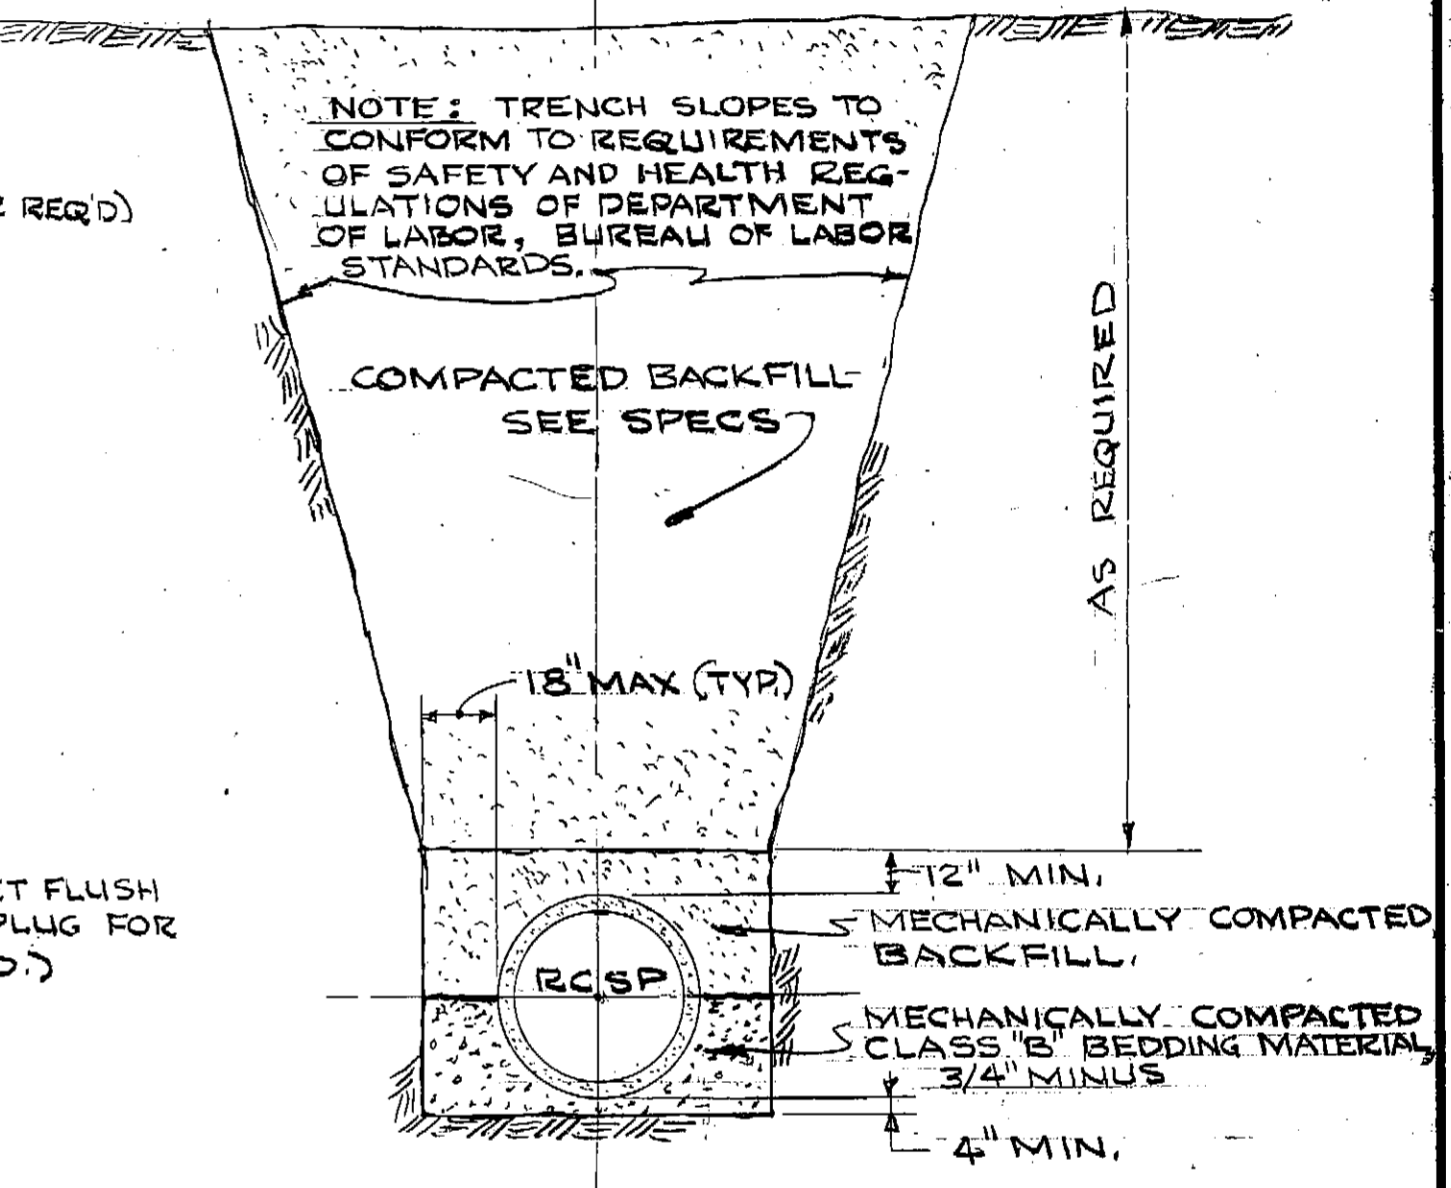 NOTE: TRENCH SLOPES TO
CONFORM TO REQUIREMENTS
OF SAFETY AND HEALTH REG-
ULATIONS OF DEPARTMENT
OF LABOR, BUREAU OF LABOR
STANDARDS.
REQ'D)
COMPACTED BACKFILL-
SEE SPECS
AS REQUIRED
18" MAX (TYP.)
12" MIN.
FLUSH
PLUG FOR
MECHANICALLY COMPACTED
BACKFILL.
RCSP
MECHANICALLY COMPACTED
CLASS "B" BEDDING MATERIAL,
3/4" MINUS
4" MIN.